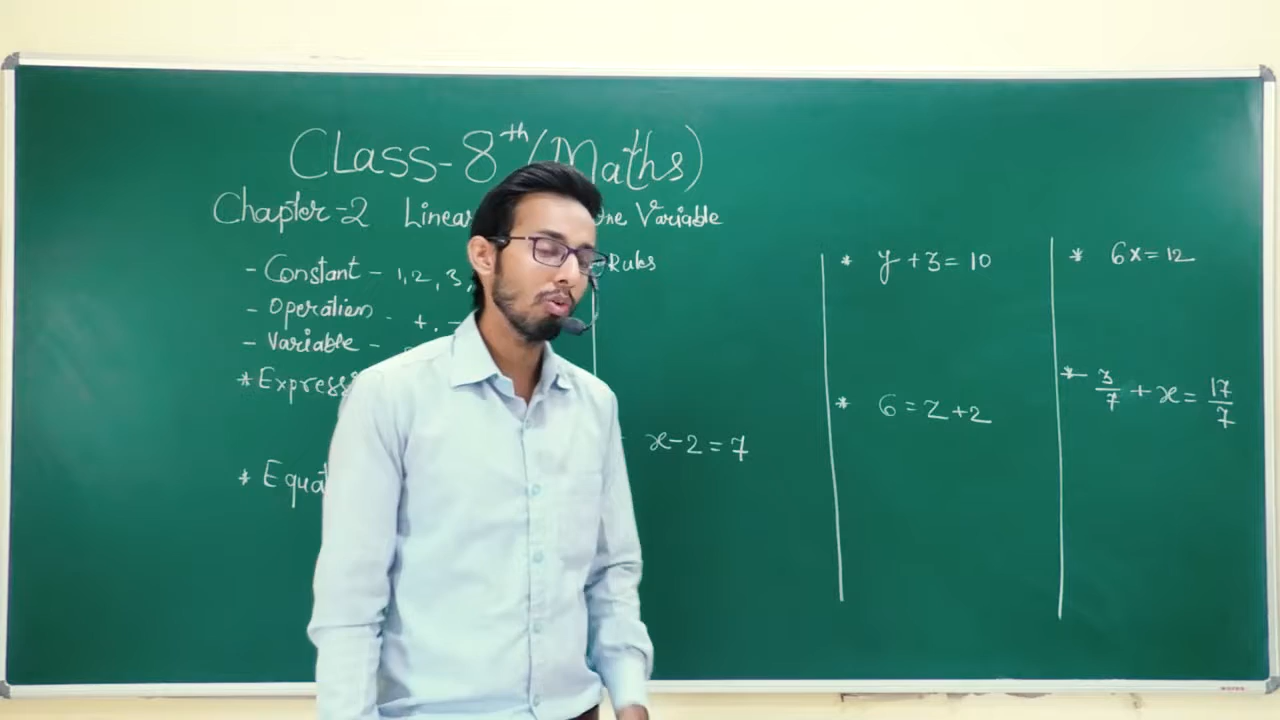 CLass-8th (Maths)
Chapter-2 Linear One Variable
- Constant - 1, 2, 3,
- Operation - +, -
- Variable -
* Express
* Equat
Rules
x-2=7
* y+3=10
* 6=z+2
* 6x=12
* 3/7 + x = 17/7